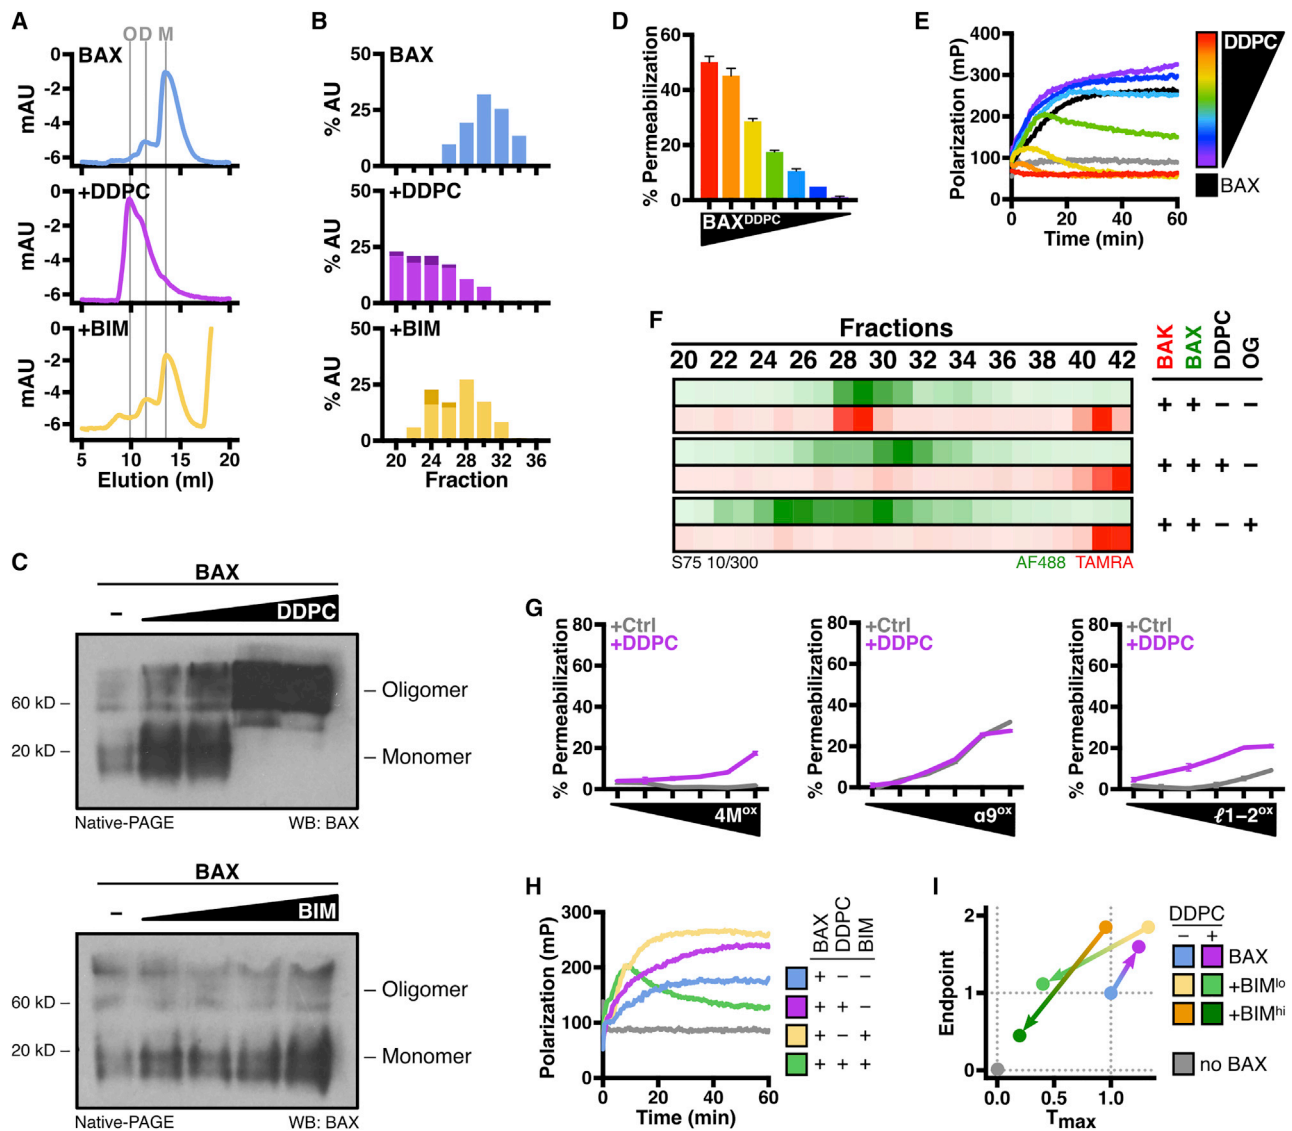 A
O D M
BAX
0
-2
-4
-6
mAU
+DDPC
0
-2
-4
-6
mAU
+BIM
0
-2
-4
-6
mAU
5 10 15 20
Elution (ml)
B
BAX
50
25
0
% AU
+DDPC
50
25
0
% AU
+BIM
50
25
0
% AU
20 24 28 32 36
Fraction
C
BAX
– DDPC
60 kD –
20 kD –
– Oligomer
– Monomer
Native-PAGE WB: BAX
BAX
– BIM
60 kD –
20 kD –
– Oligomer
– Monomer
Native-PAGE WB: BAX
D
% Permeabilization
60
40
20
0
BAXᴰᴰᴾᶜ
E
Polarization (mP)
400
300
200
100
0
0 20 40 60
Time (min)
DDPC
BAX
F
Fractions
20 22 24 26 28 30 32 34 36 38 40 42
BAK BAX DDPC OG
+ + – –
+ + + –
+ + – +
S75 10/300 AF488 TAMRA
G
+Ctrl
+DDPC
% Permeabilization
80
60
40
20
0
4Mᵒˣ
+Ctrl
+DDPC
% Permeabilization
80
60
40
20
0
α9ᵒˣ
+Ctrl
+DDPC
% Permeabilization
80
60
40
20
0
ℓ1–2ᵒˣ
H
Polarization (mP)
300
200
100
0
0 20 40 60
Time (min)
BAX DDPC BIM
+ – –
+ + –
+ – +
+ + +
I
Endpoint
2
1
0
0.0 1.0
Tmax
DDPC
– +
BAX
+BIMˡᵒ
+BIMʰⁱ
no BAX